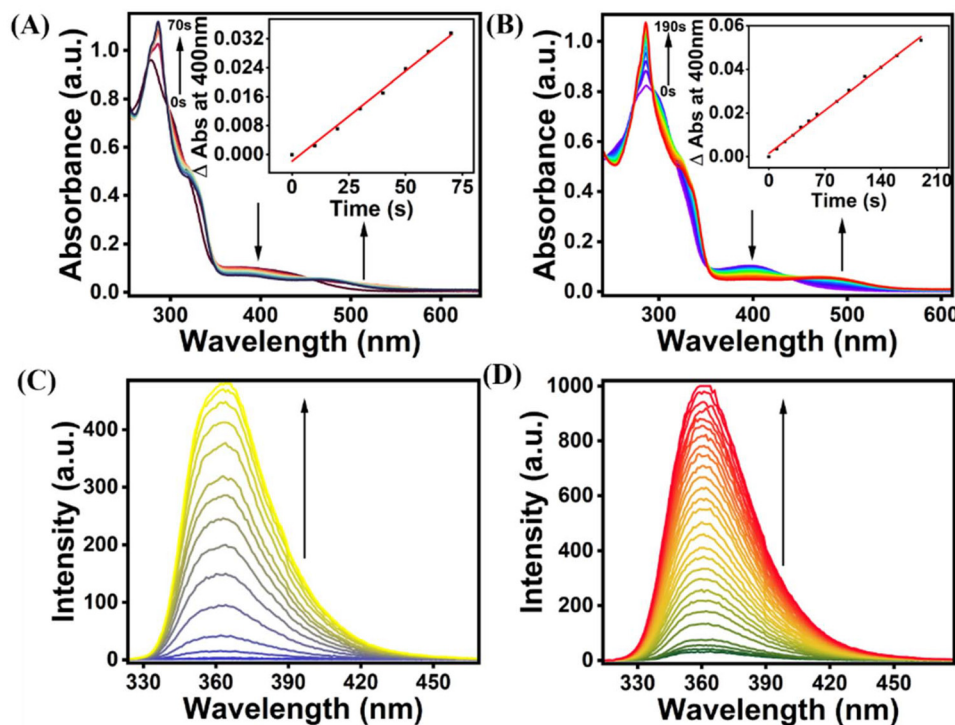 (A)
Absorbance (a.u.)
1.0
0.8
0.6
0.4
0.2
0.0
70s
0s
Δ Abs at 400nm
0.036
0.024
0.012
0.000
0 25 50 75
Time (s)
300 400 500 600
Wavelength (nm)
(B)
Absorbance (a.u.)
1.2
1.0
0.8
0.6
0.4
0.2
0.0
190s
0s
Δ Abs at 400nm
0.06
0.04
0.02
0.00
0 70 140 210
Time (s)
300 400 500 600
Wavelength (nm)
(C)
Intensity (a.u.)
400
300
200
100
0
330 360 390 420 450
Wavelength (nm)
(D)
Intensity (a.u.)
1000
800
600
400
200
0
330 360 390 420 450
Wavelength (nm)